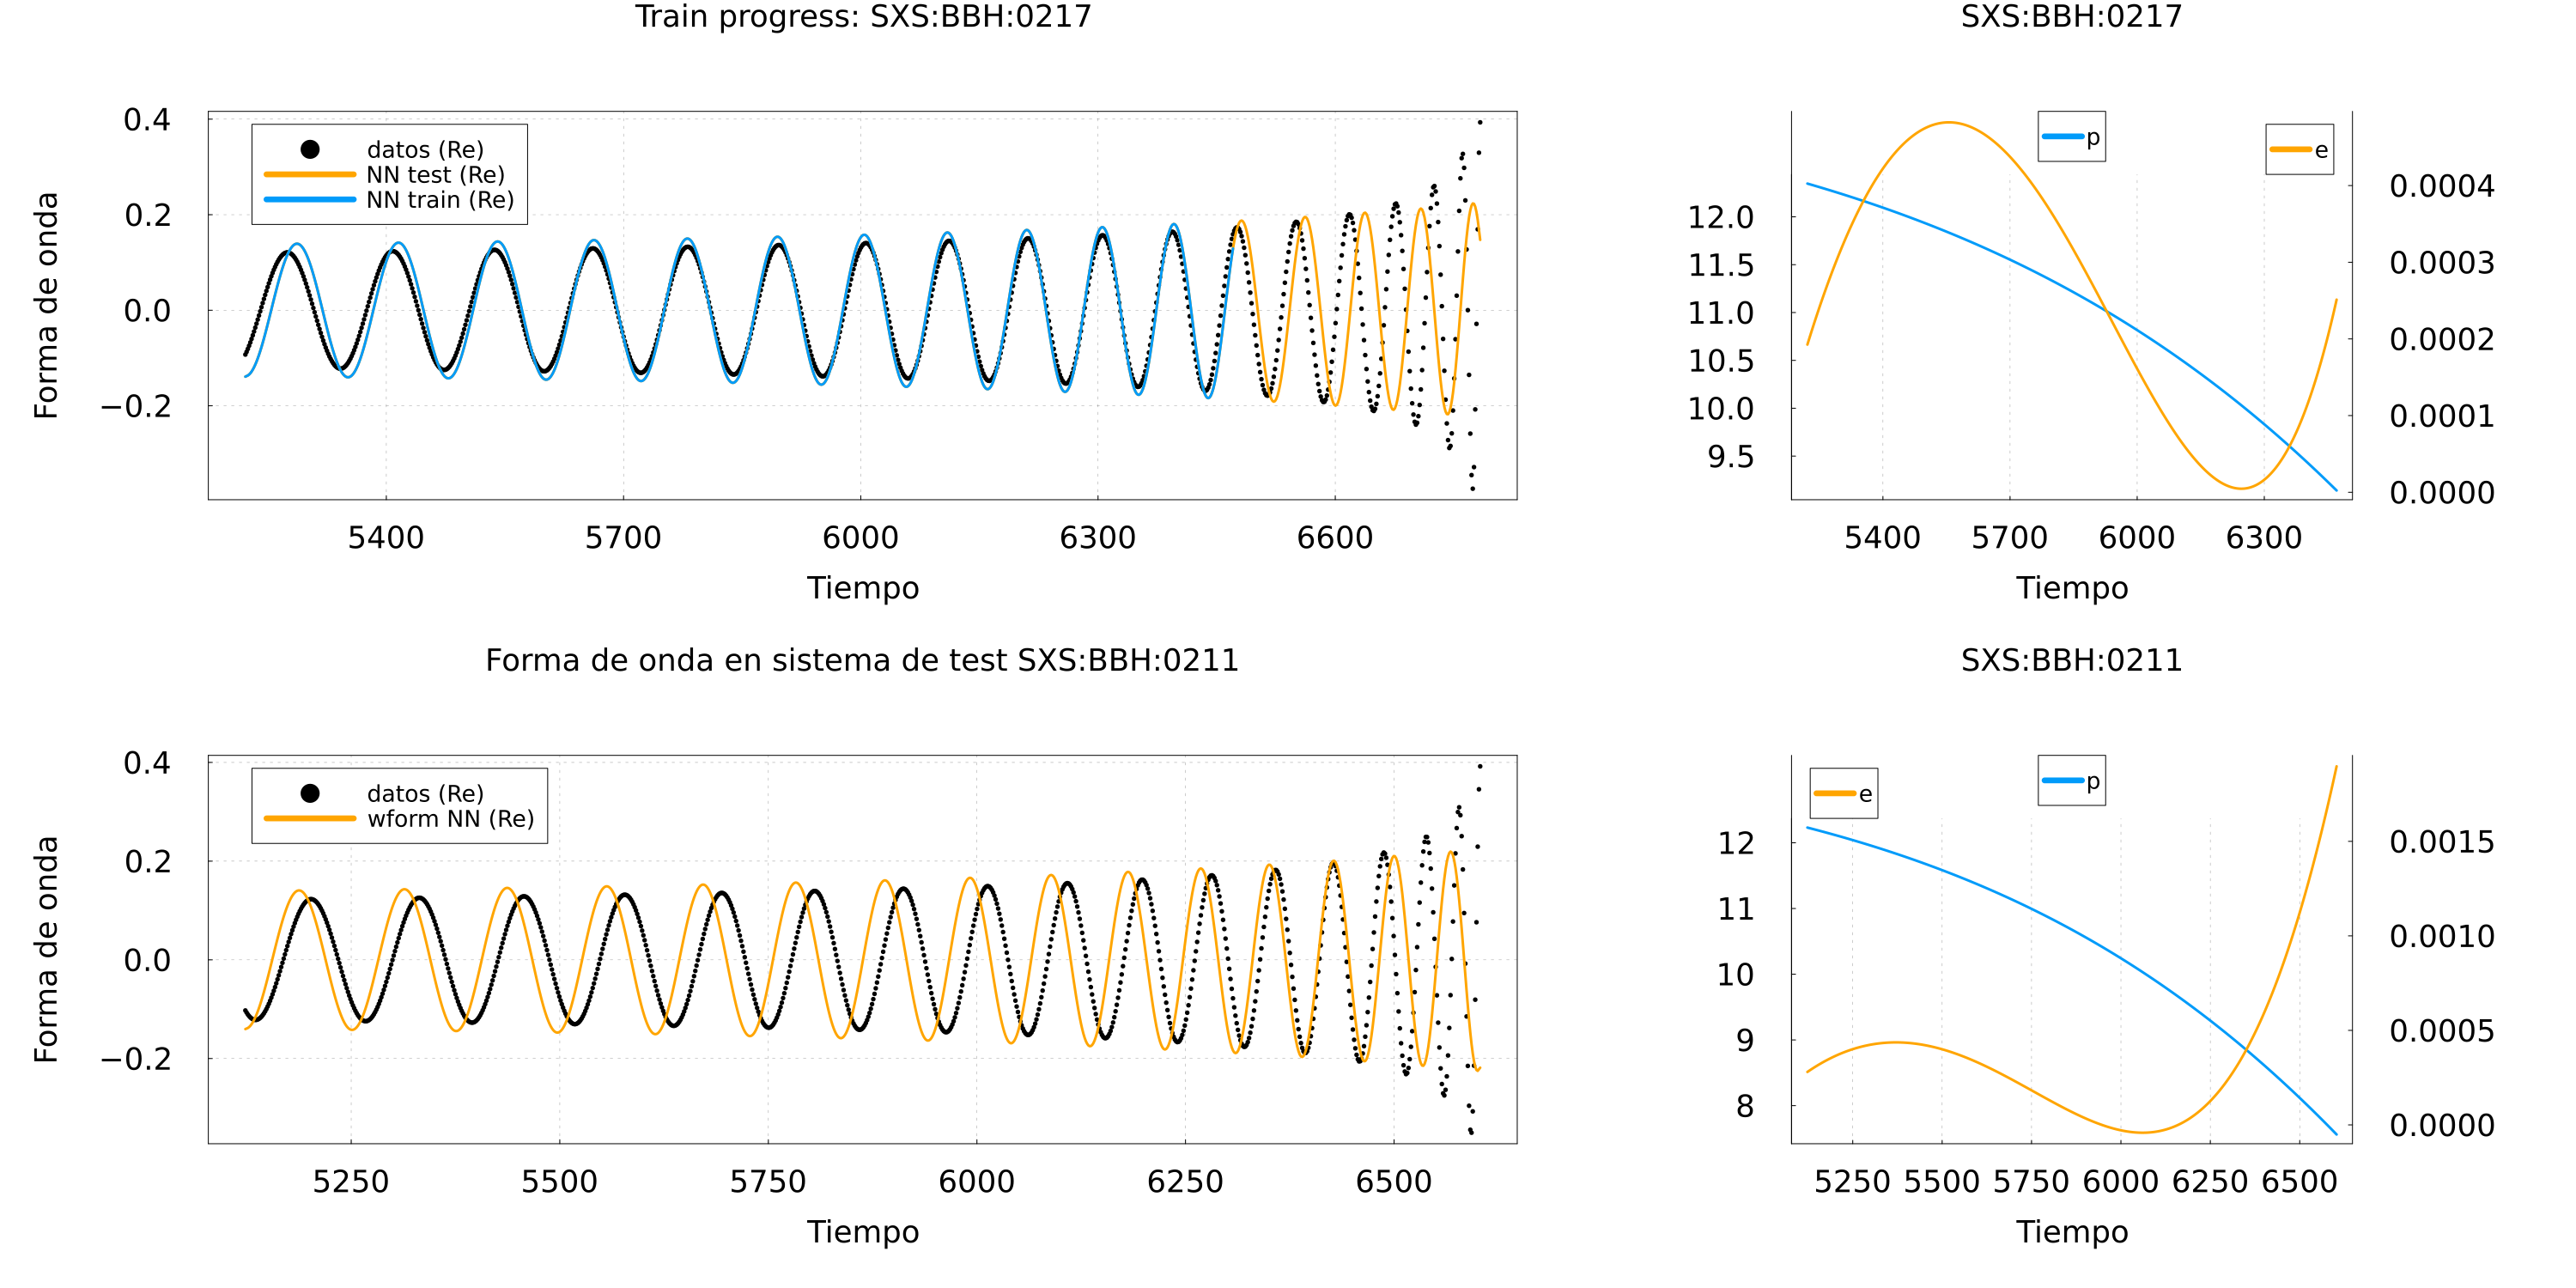 Train progress: SXS:BBH:0217
Forma de onda
0.4
0.2
0.0
−0.2
datos (Re)
NN test (Re)
NN train (Re)
5400 5700 6000 6300 6600
Tiempo
SXS:BBH:0217
p
e
12.0
11.5
11.0
10.5
10.0
9.5
0.0004
0.0003
0.0002
0.0001
0.0000
5400 5700 6000 6300
Tiempo
Forma de onda en sistema de test SXS:BBH:0211
Forma de onda
0.4
0.2
0.0
−0.2
datos (Re)
wform NN (Re)
5250 5500 5750 6000 6250 6500
Tiempo
SXS:BBH:0211
e
p
12
11
10
9
8
0.0015
0.0010
0.0005
0.0000
5250 5500 5750 6000 6250 6500
Tiempo